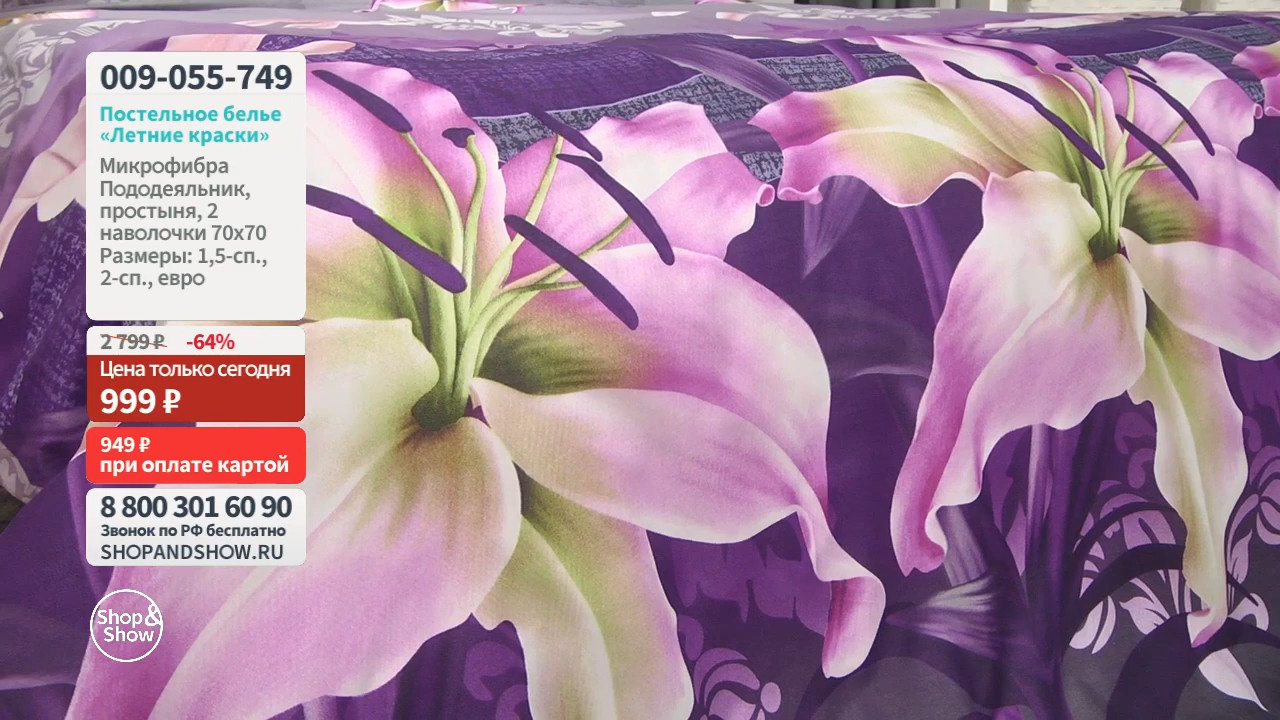 009-055-749
Постельное белье
«Летние краски»
Микрофибра
Пододеяльник,
простыня, 2
наволочки 70х70
Размеры: 1,5-сп.,
2-сп., евро
2 799 ₽ -64%
Цена только сегодня
999 ₽
949 ₽
при оплате картой
8 800 301 60 90
Звонок по РФ бесплатно
SHOPANDSHOW.RU
Shop&
Show